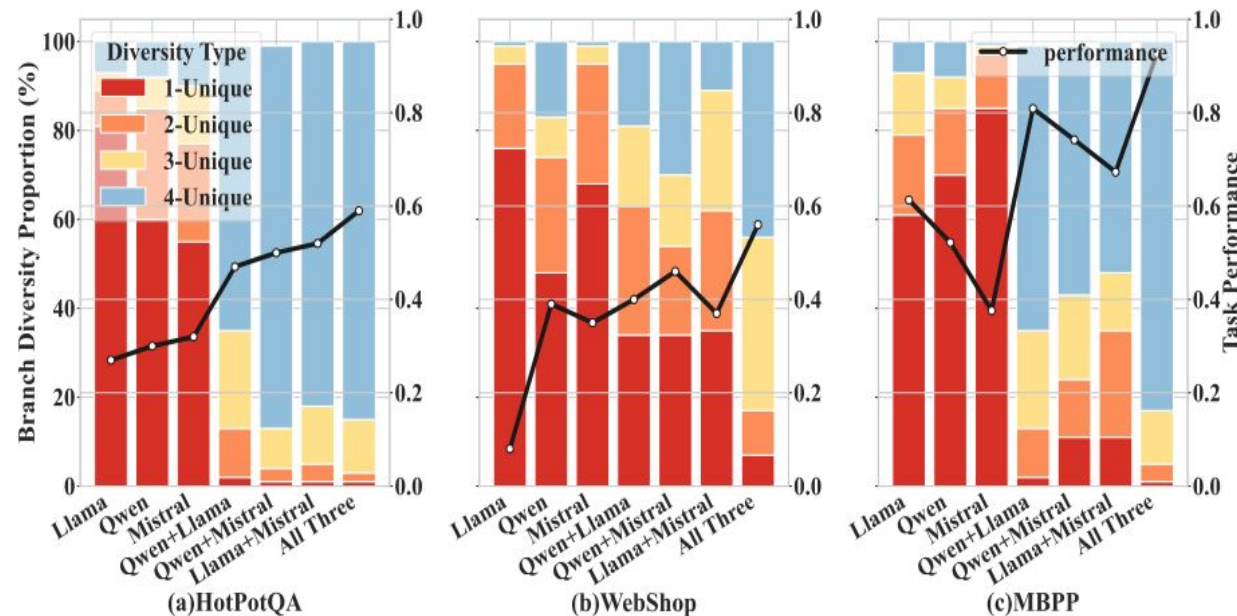 Branch Diversity Proportion (%)
100
80
60
40
20
0
Diversity Type
1-Unique
2-Unique
3-Unique
4-Unique
1.0
0.8
0.6
0.4
0.2
0.0
Llama
Qwen
Mistral
Qwen+Llama
Qwen+Mistral
Llama+Mistral
All Three
(a)HotPotQA
1.0
0.8
0.6
0.4
0.2
0.0
Llama
Qwen
Mistral
Qwen+Llama
Qwen+Mistral
Llama+Mistral
All Three
(b)WebShop
performance
1.0
0.8
0.6
0.4
0.2
0.0
Task Performance
Llama
Qwen
Mistral
Qwen+Llama
Qwen+Mistral
Llama+Mistral
All Three
(c)MBPP